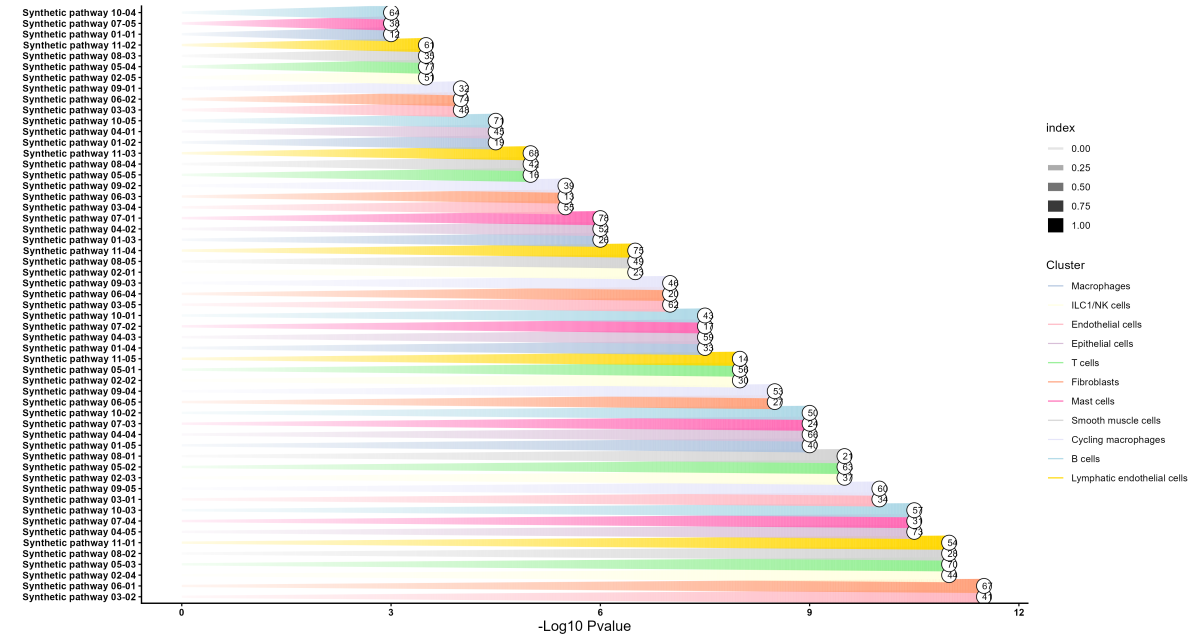 Synthetic pathway 10-04 64
Synthetic pathway 07-05 38
Synthetic pathway 01-1 12
Synthetic pathway 11-02 61
Synthetic pathway 08-03 35
Synthetic pathway 05-04 77
Synthetic pathway 02-05 51
Synthetic pathway 09-01 32
Synthetic pathway 06-02 74
Synthetic pathway 03-03 48
Synthetic pathway 10-05 71
Synthetic pathway 04-01 45
Synthetic pathway 01-02 19
Synthetic pathway 11-03 68
Synthetic pathway 08-04 42
Synthetic pathway 05-05 16
Synthetic pathway 09-02 39
Synthetic pathway 06-03 13
Synthetic pathway 03-04 55
Synthetic pathway 07-01 78
Synthetic pathway 04-02 52
Synthetic pathway 01-03 26
Synthetic pathway 11-04 75
Synthetic pathway 08-05 49
Synthetic pathway 02-01 23
Synthetic pathway 09-03 46
Synthetic pathway 06-04 20
Synthetic pathway 03-05 62
Synthetic pathway 10-01 43
Synthetic pathway 07-02 17
Synthetic pathway 04-03 59
Synthetic pathway 01-04 33
Synthetic pathway 11-05 14
Synthetic pathway 05-01 56
Synthetic pathway 02-02 30
Synthetic pathway 09-04 53
Synthetic pathway 06-05 27
Synthetic pathway 10-02 50
Synthetic pathway 07-03 24
Synthetic pathway 04-04 66
Synthetic pathway 01-05 40
Synthetic pathway 08-01 21
Synthetic pathway 05-02 63
Synthetic pathway 02-03 37
Synthetic pathway 09-05 60
Synthetic pathway 03-01 34
Synthetic pathway 10-03 57
Synthetic pathway 07-04 31
Synthetic pathway 04-05 73
Synthetic pathway 11-01 54
Synthetic pathway 08-02 28
Synthetic pathway 05-03 70
Synthetic pathway 02-04 44
Synthetic pathway 06-01 67
Synthetic pathway 03-02 41
0 3 6 9 12
-Log10 Pvalue
index
0.00
0.25
0.50
0.75
1.00
Cluster
Macrophages
ILC1/NK cells
Endothelial cells
Epithelial cells
T cells
Fibroblasts
Mast cells
Smooth muscle cells
Cycling macrophages
B cells
Lymphatic endothelial cells